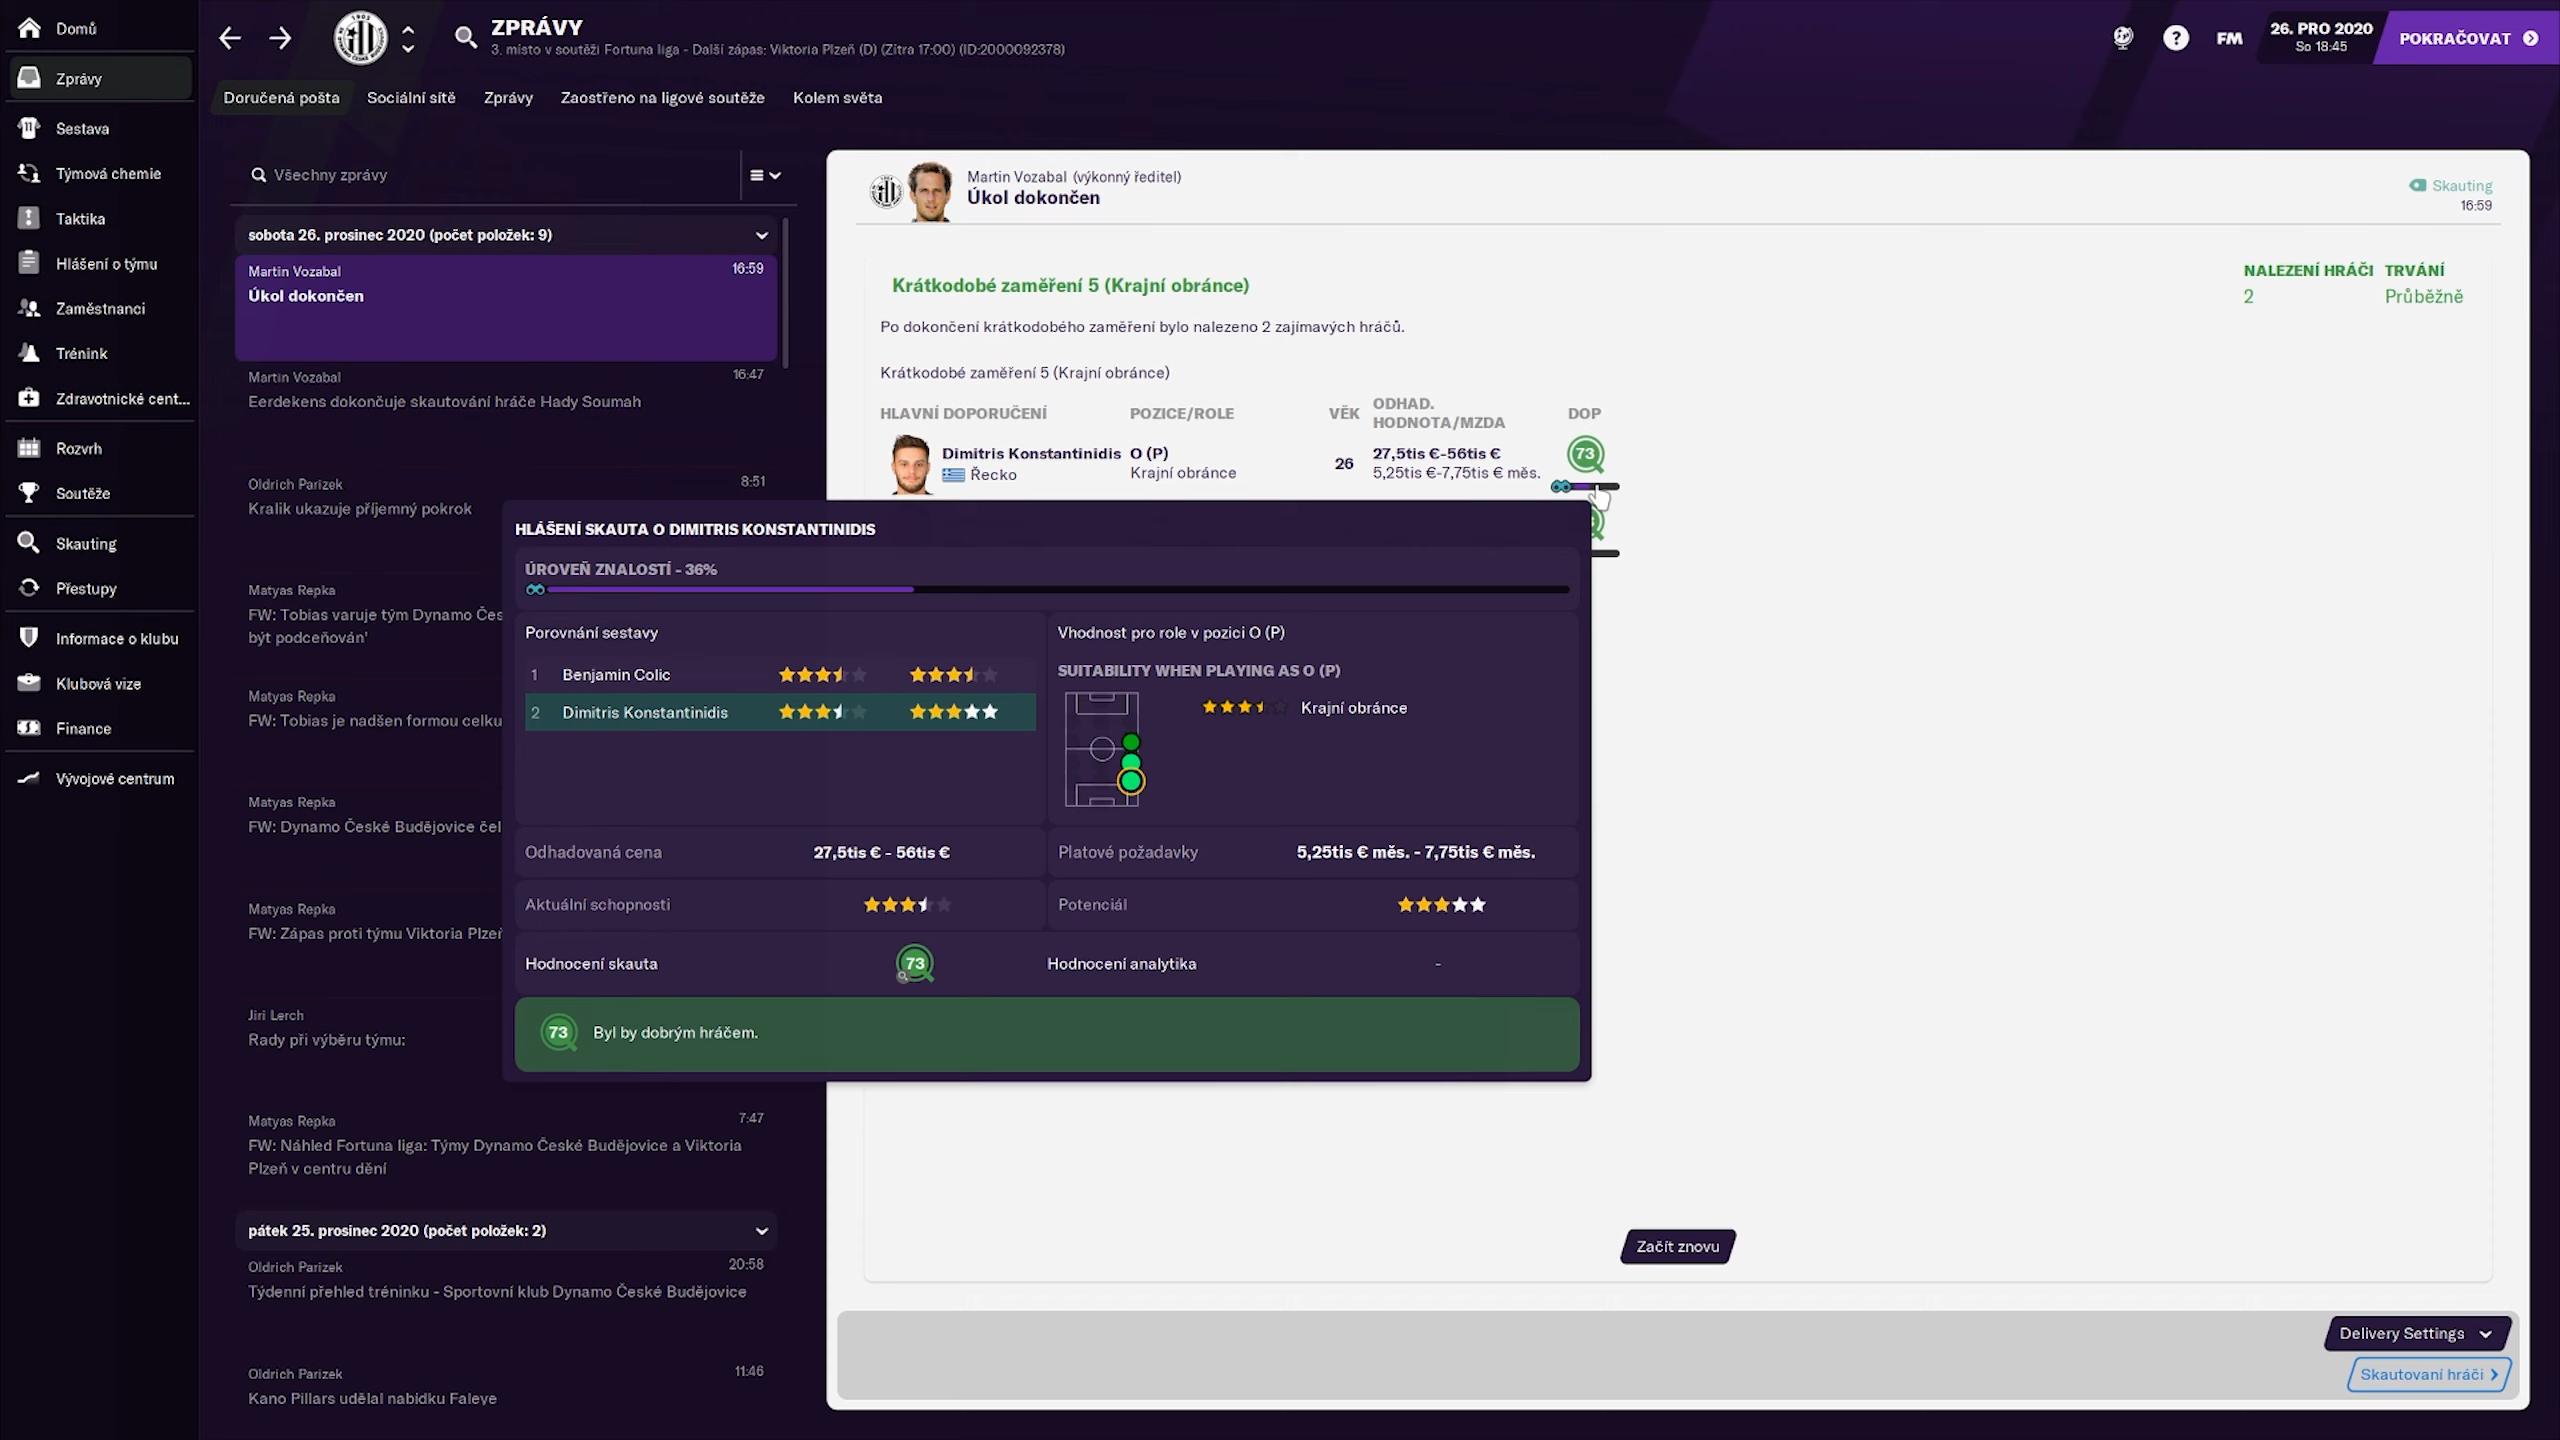 Domů
Zprávy
Sestava
Týmová chemie
Taktika
Hlášení o týmu
Zaměstnanci
Trénink
Zdravotnické cent...
Rozvrh
Soutěže
Skauting
Přestupy
Informace o klubu
Klubová vize
Finance
Vývojové centrum
ZPRÁVY
3. místo v soutěži Fortuna liga - Další zápas: Viktoria Plzeň (D) (Zítra 17:00) (ID:2000092378)
FM
26. PRO 2020
So 18:45
POKRAČOVAT
Doručená pošta
Sociální sítě
Zprávy
Zaostřeno na ligové soutěže
Kolem světa
Všechny zprávy
sobota 26. prosinec 2020 (počet položek: 9)
Martin Vozabal 16:59
Úkol dokončen
Martin Vozabal 16:47
Eerdekens dokončuje skautování hráče Hady Soumah
Oldrich Parizek 8:51
Kralik ukazuje příjemný pokrok
Matyas Repka
FW: Tobias varuje tým Dynamo Čes
být podceňován'
Matyas Repka
FW: Tobias je nadšen formou celku
Matyas Repka
FW: Dynamo České Budějovice čel
Matyas Repka
FW: Zápas proti týmu Viktoria Plzeň
Jiri Lerch
Rady při výběru týmu:
Matyas Repka 7:47
FW: Náhled Fortuna liga: Týmy Dynamo České Budějovice a Viktoria
Plzeň v centru dění
pátek 25. prosinec 2020 (počet položek: 2)
Oldrich Parizek 20:58
Týdenní přehled tréninku - Sportovní klub Dynamo České Budějovice
Oldrich Parizek 11:46
Kano Pillars udělal nabídku Faleye
Martin Vozabal (výkonný ředitel)
Úkol dokončen
Skauting
16:59
Krátkodobé zaměření 5 (Krajní obránce)
NALEZENÍ HRÁČI TRVÁNÍ
2 Průběžně
Po dokončení krátkodobého zaměření bylo nalezeno 2 zajímavých hráčů.
Krátkodobé zaměření 5 (Krajní obránce)
HLAVNÍ DOPORUČENÍ POZICE/ROLE VĚK ODHAD. HODNOTA/MZDA DOP
Dimitris Konstantinidis O (P) 26 27,5tis €-56tis € 73
Řecko Krajní obránce 5,25tis €-7,75tis € měs.
HLÁŠENÍ SKAUTA O DIMITRIS KONSTANTINIDIS
ÚROVEŇ ZNALOSTÍ - 36%
Porovnání sestavy
1 Benjamin Colic
2 Dimitris Konstantinidis
Vhodnost pro role v pozici O (P)
SUITABILITY WHEN PLAYING AS O (P)
Krajní obránce
Odhadovaná cena 27,5tis € - 56tis €
Platové požadavky 5,25tis € měs. - 7,75tis € měs.
Aktuální schopnosti
Potenciál
Hodnocení skauta 73
Hodnocení analytika -
73 Byl by dobrým hráčem.
Začít znovu
Delivery Settings
Skautovaní hráči